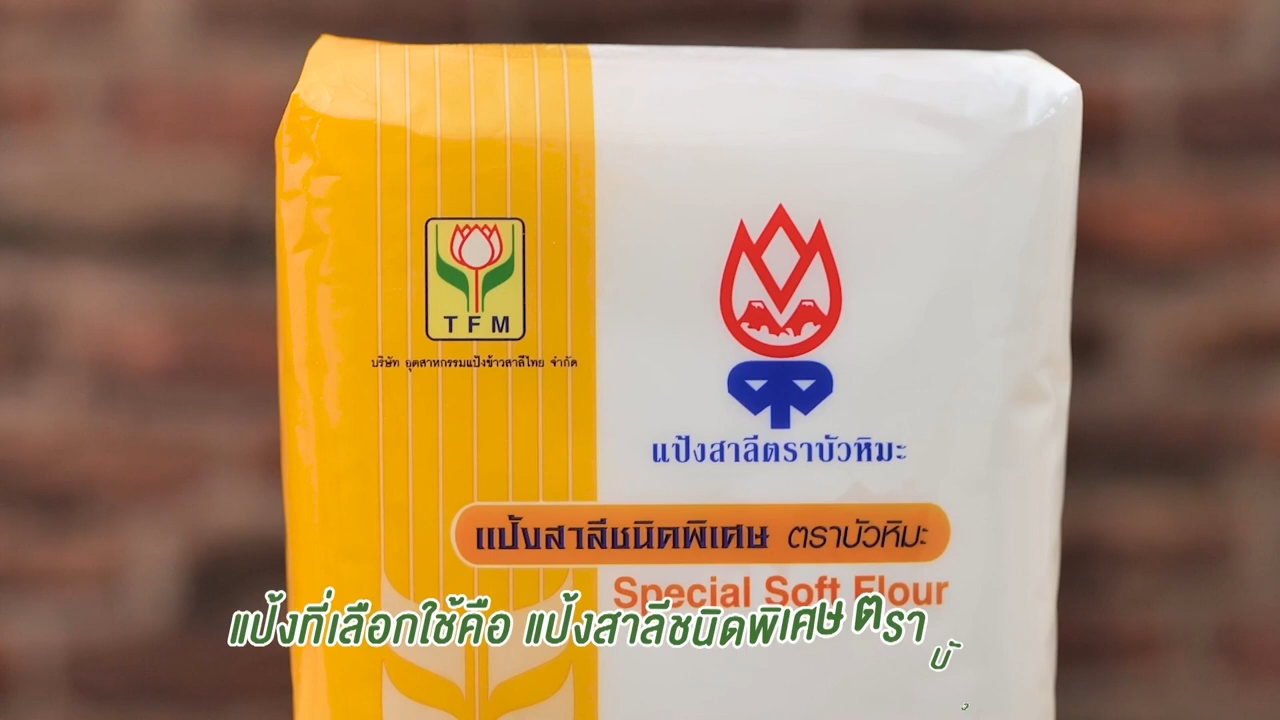 TFM
บริษัท อุตสาหกรรมแป้งข้าวสาลีไทย จำกัด
แป้งสาลีตราบัวหิมะ
แป้งสาลีชนิดพิเศษ ตราบัวหิมะ
Special Soft Flour
แป้งที่เลือกใช้คือ แป้งสาลีชนิดพิเศษ ตรา บั